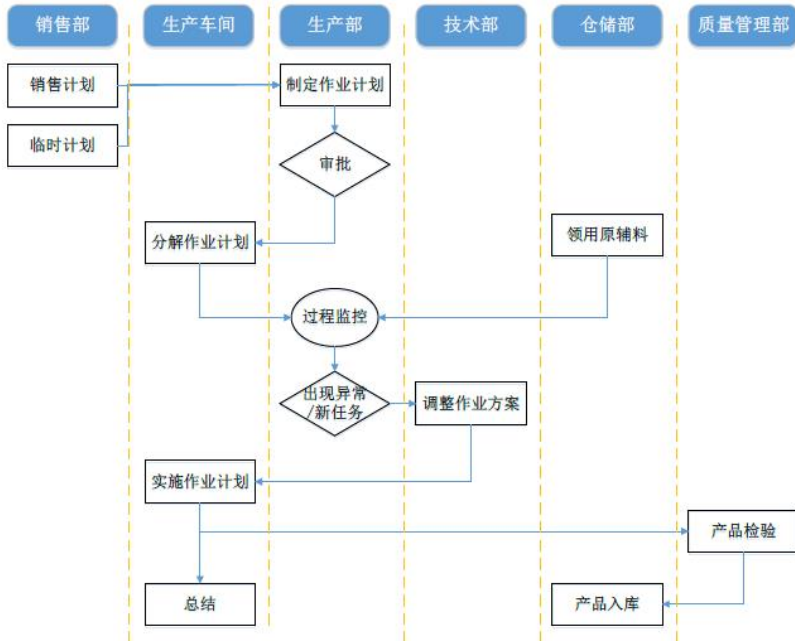 销售部
生产车间
生产部
技术部
仓储部
质量管理部
销售计划
制定作业计划
临时计划
审批
分解作业计划
领用原辅料
过程监控
出现异常
/新任务
调整作业方案
实施作业计划
产品检验
总结
产品入库